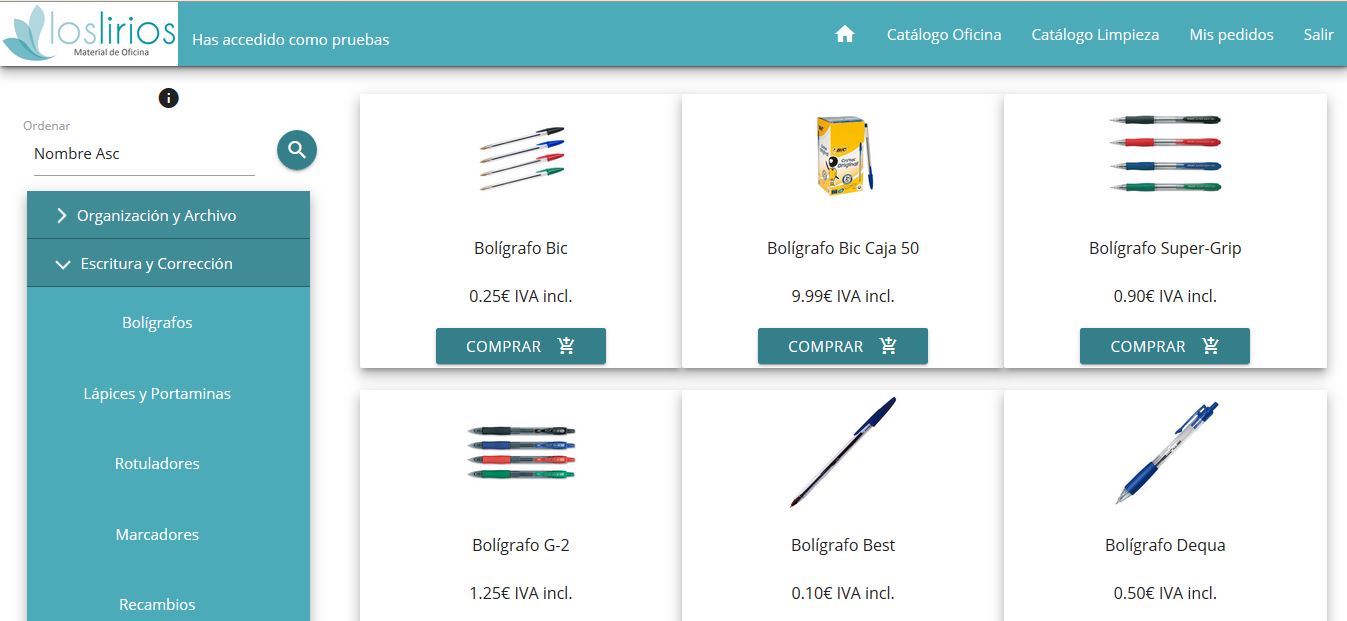 loslirios
Material de Oficina
Has accedido como pruebas
Catálogo Oficina
Catálogo Limpieza
Mis pedidos
Salir
Ordenar
Nombre Asc
Organización y Archivo
Escritura y Corrección
Bolígrafos
Lápices y Portaminas
Rotuladores
Marcadores
Recambios
BIC
Cristal
Original
Bolígrafo Bic
0.25€ IVA incl.
COMPRAR
Bolígrafo Bic Caja 50
9.99€ IVA incl.
COMPRAR
Bolígrafo Super-Grip
0.90€ IVA incl.
COMPRAR
Bolígrafo G-2
1.25€ IVA incl.
Bolígrafo Best
0.10€ IVA incl.
Bolígrafo Dequa
0.50€ IVA incl.